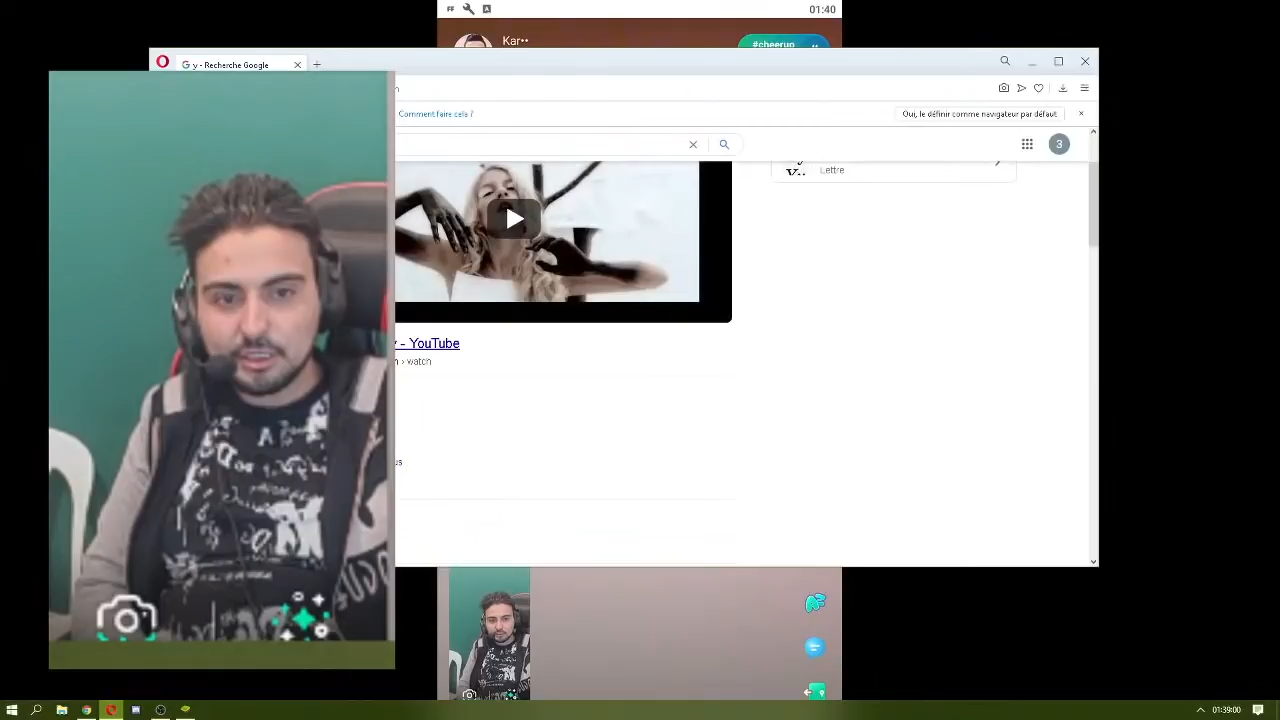 FF
A
01:40
Kar··
#cheerup
y - Recherche Google
Comment faire cela ?
Oui, le définir comme navigateur par défaut
3
Lettre
- YouTube
› watch
01:39:00